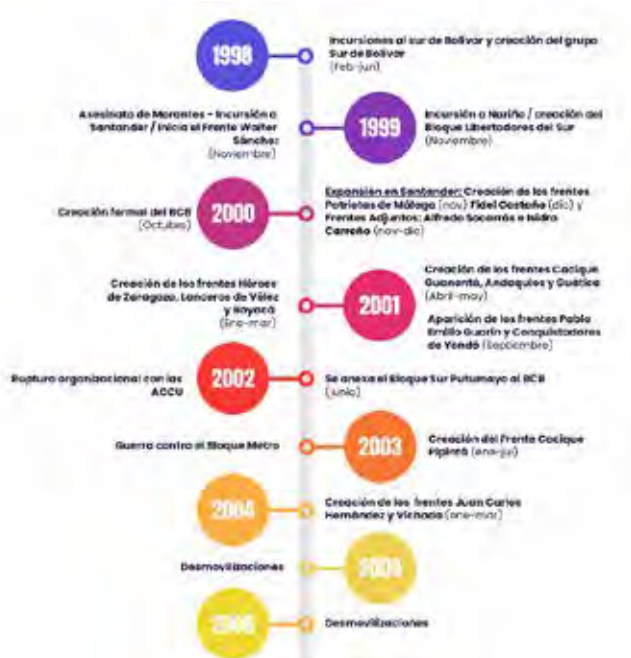 1998
Incursiones al sur de Bolívar y creación del grupo
Sur de Bolívar
(Feb-jun)
Asesinato de Morantes - Incursión a
Santander / Inicia el Frente Walter
Sánchez
(Noviembre)
1999
Incursión a Nariño / creación del
Bloque Libertadores del Sur
(Noviembre)
Creación formal del BCB
(Octubre)
2000
Expansión en Santander: Creación de los frentes
Patriotas de Málaga (nov) Fidel Castaño (dic) y
Frentes Adjuntos: Alfredo Socarrás e Isidro
Carreño (nov-dic)
Creación de los frentes Héroes
de Zaragoza, Lanceros de Vélez
y Boyacá
(Ene-mar)
2001
Creación de los frentes Cacique
Guanentá, Andaquíes y Guática
(Abril-may)
Aparición de los frentes Pablo
Emilio Guarín y Conquistadores
de Yondó (Septiembre)
Ruptura organizacional con las
ACCU
2002
Se anexa el Bloque Sur Putumayo al BCB
(junio)
Guerra contra el Bloque Metro
2003
Creación del Frente Cacique
Pipintá (ene-jul)
2004
Creación de los frentes Juan Carlos
Hernández y Vichada (ene-mar)
Desmovilizaciones
2005
2006
Desmovilizaciones